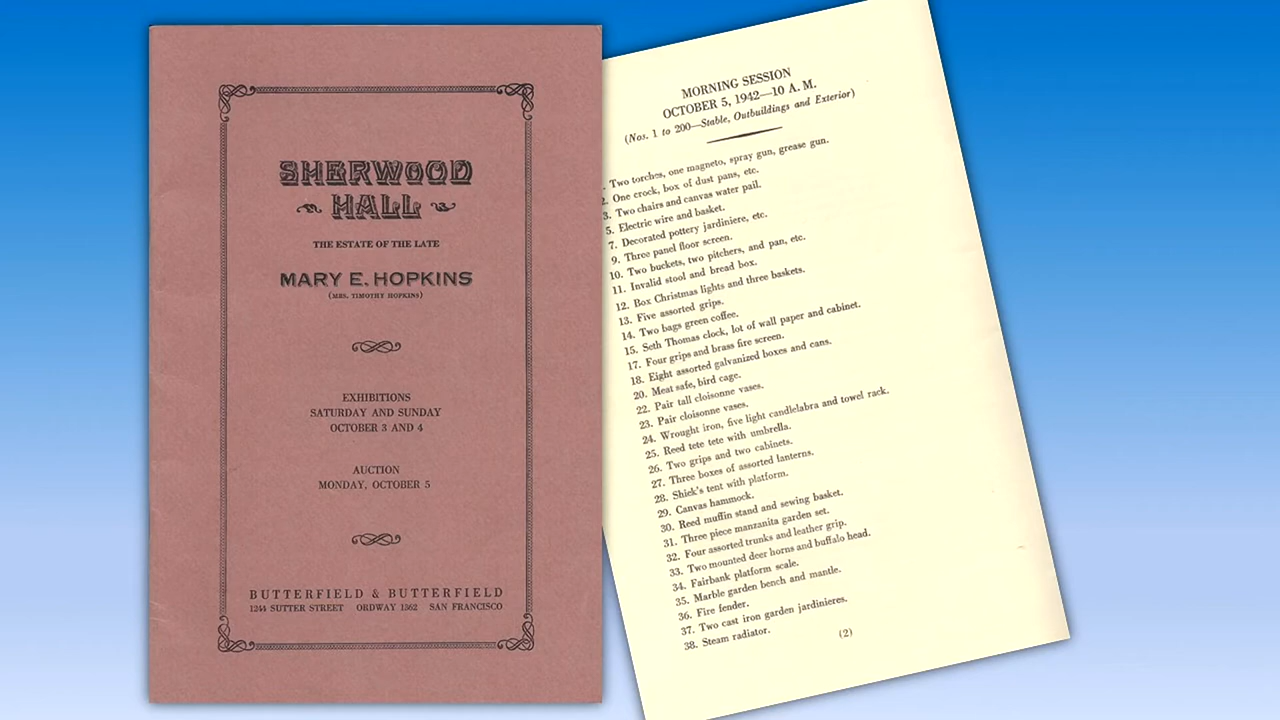 SHERWOOD
HALL
THE ESTATE OF THE LATE
MARY E. HOPKINS
(MRS. TIMOTHY HOPKINS)
EXHIBITIONS
SATURDAY AND SUNDAY
OCTOBER 3 AND 4
AUCTION
MONDAY, OCTOBER 5
BUTTERFIELD & BUTTERFIELD
1244 SUTTER STREET ORDWAY 1362 SAN FRANCISCO
MORNING SESSION
OCTOBER 5, 1942—10 A. M.
(Nos. 1 to 200—Stable, Outbuildings and Exterior)
. Two torches, one magneto, spray gun, grease gun.
2. One crock, box of dust pans, etc.
3. Two chairs and canvas water pail.
5. Electric wire and basket.
7. Decorated pottery jardiniere, etc.
9. Three panel floor screen.
10. Two buckets, two pitchers, and pan, etc.
11. Invalid stool and bread box.
12. Box Christmas lights and three baskets.
13. Five assorted grips.
14. Two bags green coffee.
15. Seth Thomas clock, lot of wall paper and cabinet.
17. Four grips and brass fire screen.
18. Eight assorted galvanized boxes and cans.
20. Meat safe, bird cage.
22. Pair tall cloisonne vases.
23. Pair cloisonne vases.
24. Wrought iron, five light candlelabra and towel rack.
25. Reed tete tete with umbrella.
26. Two grips and two cabinets.
27. Three boxes of assorted lanterns.
28. Shiek's tent with platform.
29. Canvas hammock.
30. Reed muffin stand and sewing basket.
31. Three piece manzanita garden set.
32. Four assorted trunks and leather grip.
33. Two mounted deer horns and buffalo head.
34. Fairbank platform scale.
35. Marble garden bench and mantle.
36. Fire fender.
37. Two cast iron garden jardinieres.
38. Steam radiator.
(2)